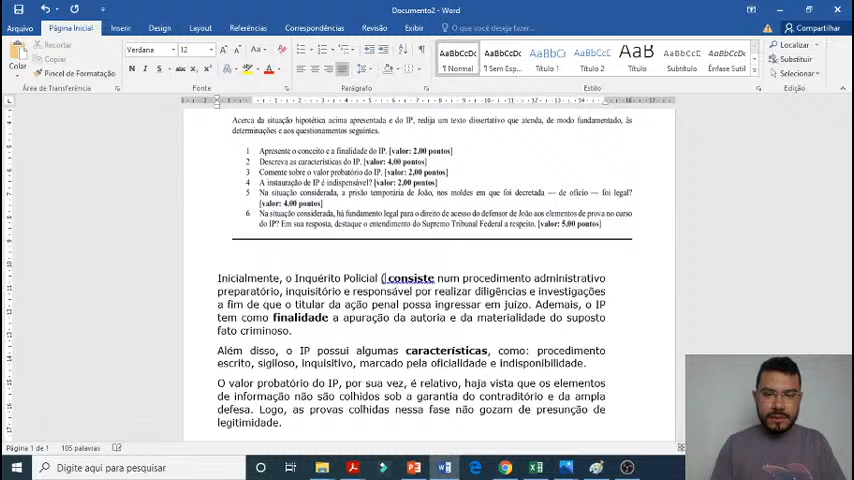 Documento2 - Word
Arquivo Página Inicial Inserir Design Layout Referências Correspondências Revisão Exibir O que você deseja fazer... Compartilhar
Colar
Recortar
Copiar
Pincel de Formatação
Área de Transferência
Verdana 12
N I S abc X₂ X²
Fonte
Parágrafo
AaBbCcDc AaBbCcDc AaBbCc AaBbCcC AaB AaBbCcC AaBbCcDc
¶ Normal ¶ Sem Esp... Título 1 Título 2 Título Subtítulo Ênfase Sutil
Estilo
Localizar
Substituir
Selecionar
Edição
Acerca da situação hipotética acima apresentada e do IP, redija um texto dissertativo que atenda, de modo fundamentado, às
determinações e aos questionamentos seguintes.
1 Apresente o conceito e a finalidade do IP. [valor: 2,00 pontos]
2 Descreva as características do IP. [valor: 4,00 pontos]
3 Comente sobre o valor probatório do IP. [valor: 2,00 pontos]
4 A instauração de IP é indispensável? [valor: 2,00 pontos]
5 Na situação considerada, a prisão temporária de João, nos moldes em que foi decretada — de ofício — foi legal?
[valor: 4,00 pontos]
6 Na situação considerada, há fundamento legal para o direito de acesso do defensor de João aos elementos de prova no curso
do IP? Em sua resposta, destaque o entendimento do Supremo Tribunal Federal a respeito. [valor: 5,00 pontos]
Inicialmente, o Inquérito Policial ( consiste num procedimento administrativo
preparatório, inquisitório e responsável por realizar diligências e investigações
a fim de que o titular da ação penal possa ingressar em juízo. Ademais, o IP
tem como finalidade a apuração da autoria e da materialidade do suposto
fato criminoso.
Além disso, o IP possui algumas características, como: procedimento
escrito, sigiloso, inquisitivo, marcado pela oficialidade e indisponibilidade.
O valor probatório do IP, por sua vez, é relativo, haja vista que os elementos
de informação não são colhidos sob a garantia do contraditório e da ampla
defesa. Logo, as provas colhidas nessa fase não gozam de presunção de
legitimidade.
Página 1 de 1 105 palavras
Digite aqui para pesquisar